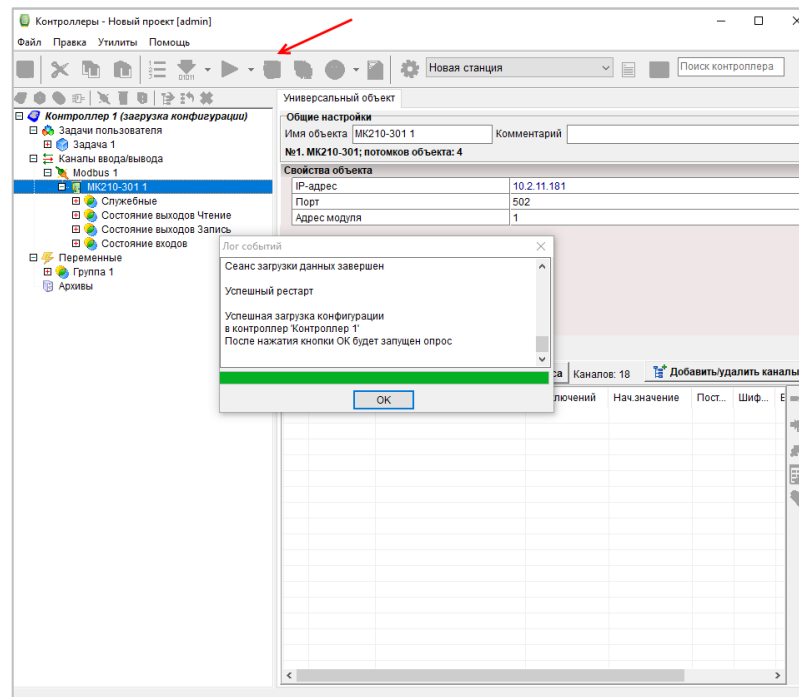 Контроллеры - Новый проект [admin]
Файл Правка Утилиты Помощь
Новая станция
Поиск контроллера
Контроллер 1 (загрузка конфигурации)
Задачи пользователя
Задача 1
Каналы ввода/вывода
Modbus 1
МК210-301 1
Служебные
Состояние выходов Чтение
Состояние выходов Запись
Состояние входов
Переменные
Группа 1
Архивы
Универсальный объект
Общие настройки
Имя объекта МК210-301 1 Комментарий
№1. МК210-301; потомков объекта: 4
Свойства объекта
IP-адрес 10.2.11.181
Порт 502
Адрес модуля 1
Лог событий
Сеанс загрузки данных завершен
Успешный рестарт
Успешная загрузка конфигурации
в контроллер 'Контроллер 1'
После нажатия кнопки ОК будет запущен опрос
OK
Каналов: 18 Добавить/удалить каналы
Нач.значение Пост... Шиф...